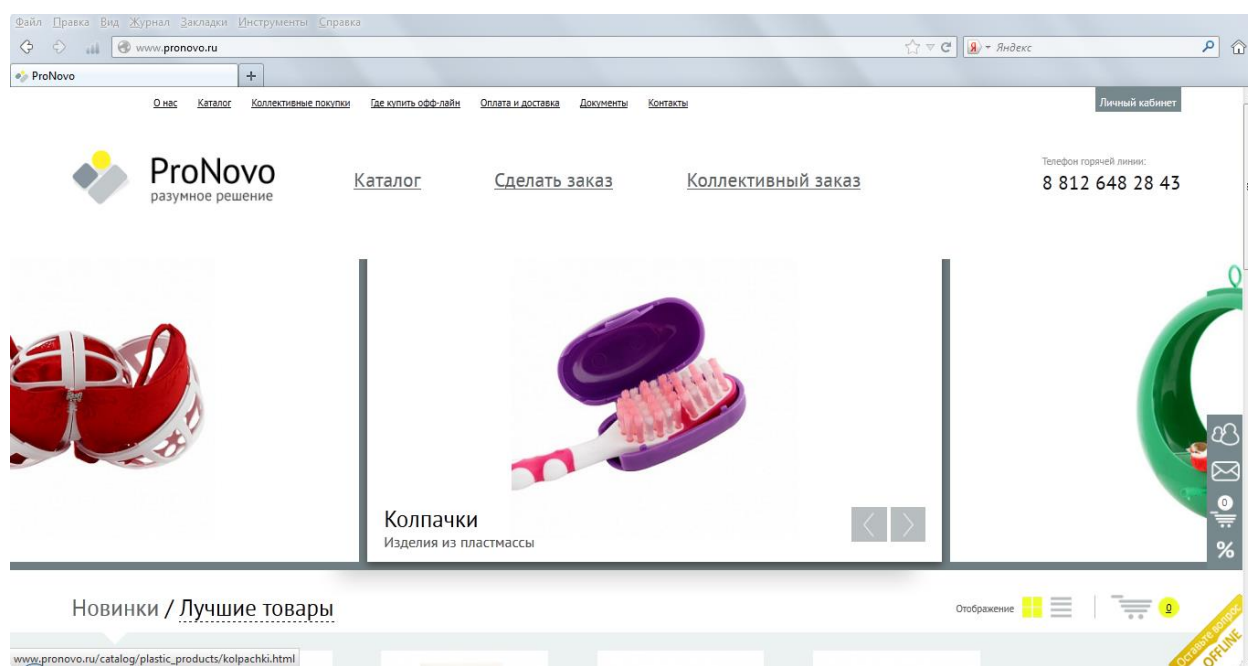 Файл Правка Вид Журнал Закладки Инструменты Справка
www.pronovo.ru
Яндекс
ProNovo
О нас Каталог Коллективные покупки Где купить офф-лайн Оплата и доставка Документы Контакты
Личный кабинет
ProNovo
разумное решение
Каталог Сделать заказ Коллективный заказ
Телефон горячей линии:
8 812 648 28 43
Колпачки
Изделия из пластмассы
0
%
Новинки / Лучшие товары
Отображение
0
Оставьте вопрос
OFFLINE
www.pronovo.ru/catalog/plastic_products/kolpachki.html